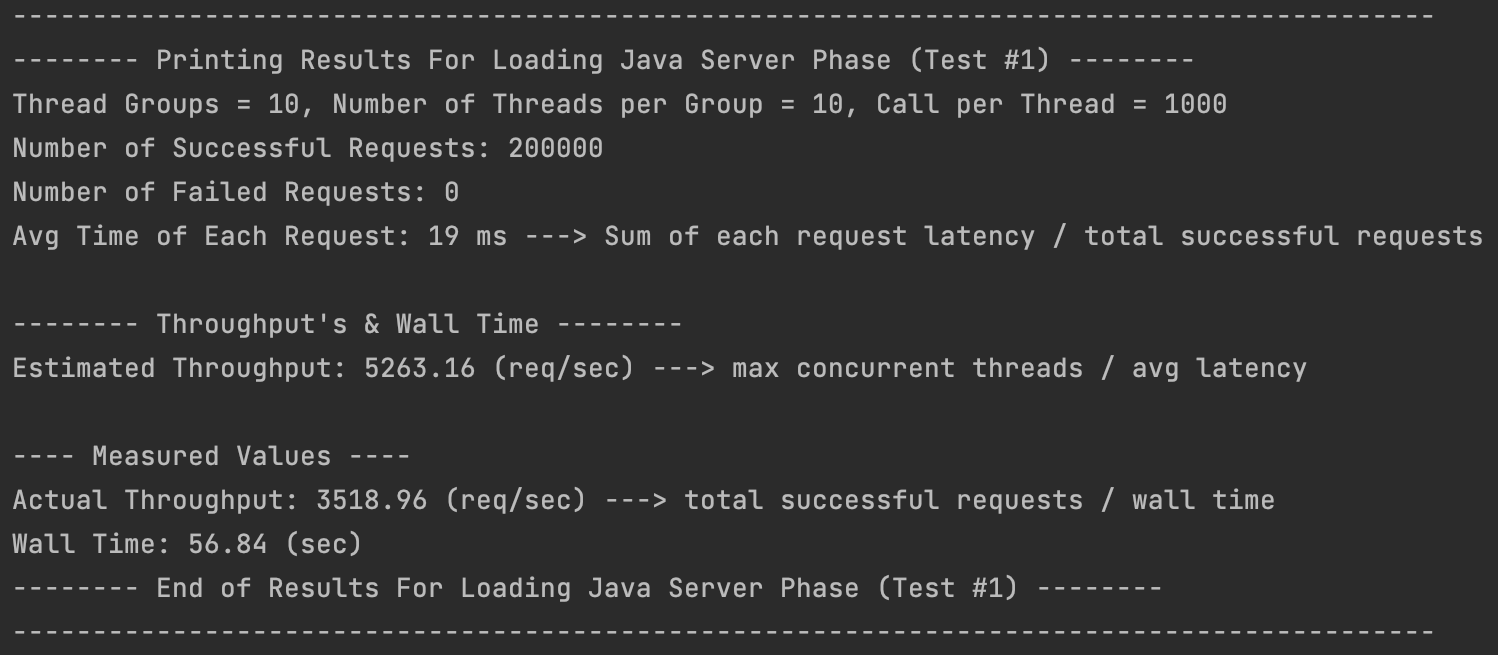 -----------------------------------------------------------------------------------------
-------- Printing Results For Loading Java Server Phase (Test #1) --------
Thread Groups = 10, Number of Threads per Group = 10, Call per Thread = 1000
Number of Successful Requests: 200000
Number of Failed Requests: 0
Avg Time of Each Request: 19 ms ---> Sum of each request latency / total successful requests
-------- Throughput's & Wall Time --------
Estimated Throughput: 5263.16 (req/sec) ---> max concurrent threads / avg latency
---- Measured Values ----
Actual Throughput: 3518.96 (req/sec) ---> total successful requests / wall time
Wall Time: 56.84 (sec)
-------- End of Results For Loading Java Server Phase (Test #1) --------
-----------------------------------------------------------------------------------------